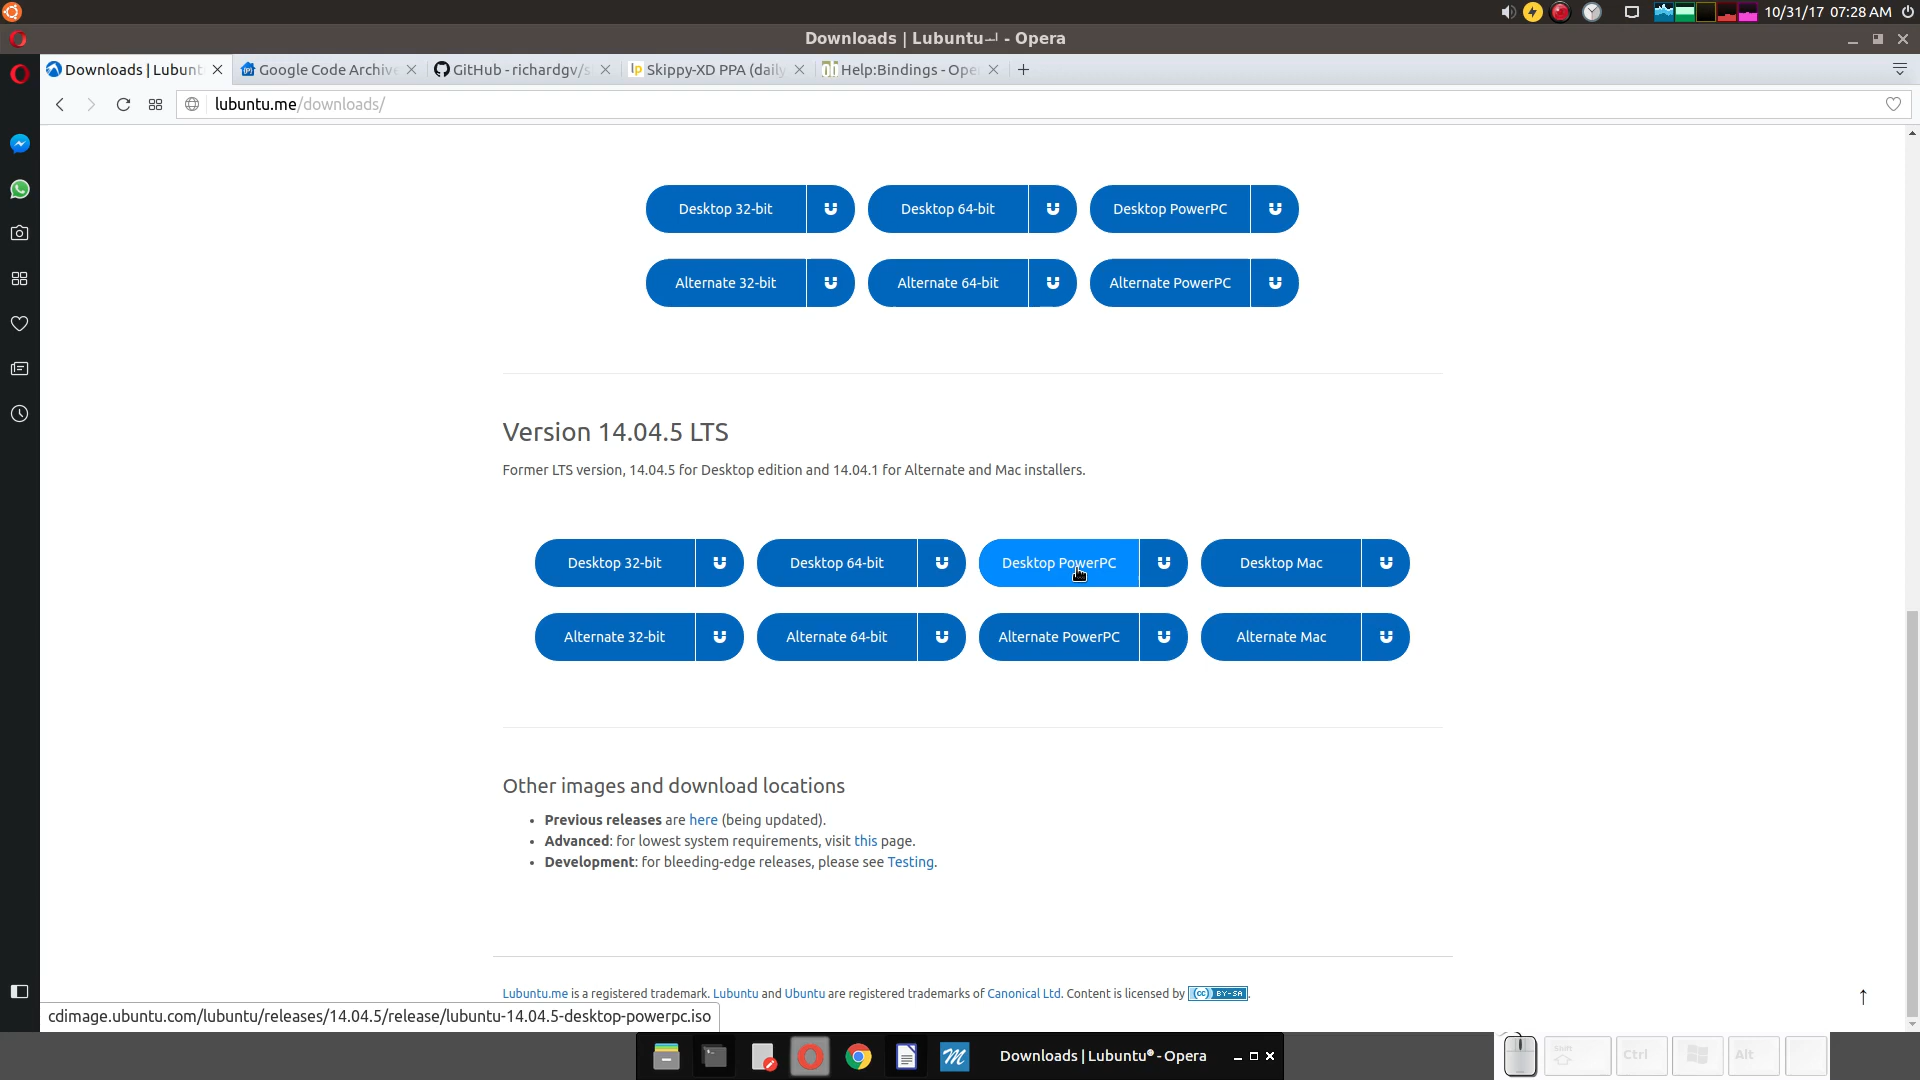 10/31/17 07:28 AM
Downloads | Lubuntu - Opera
Downloads | Lubunt
Google Code Archive
GitHub - richardgv/s
Skippy-XD PPA (daily
Help:Bindings - Ope
lubuntu.me/downloads/
Desktop 32-bit
Desktop 64-bit
Desktop PowerPC
Alternate 32-bit
Alternate 64-bit
Alternate PowerPC
Version 14.04.5 LTS
Former LTS version, 14.04.5 for Desktop edition and 14.04.1 for Alternate and Mac installers.
Desktop 32-bit
Desktop 64-bit
Desktop PowerPC
Desktop Mac
Alternate 32-bit
Alternate 64-bit
Alternate PowerPC
Alternate Mac
Other images and download locations
• Previous releases are here (being updated).
• Advanced: for lowest system requirements, visit this page.
• Development: for bleeding-edge releases, please see Testing.
Lubuntu.me is a registered trademark. Lubuntu and Ubuntu are registered trademarks of Canonical Ltd. Content is licensed by (cc) BY-SA.
cdimage.ubuntu.com/lubuntu/releases/14.04.5/release/lubuntu-14.04.5-desktop-powerpc.iso
Downloads | Lubuntu® - Opera
Shift
Ctrl
Alt